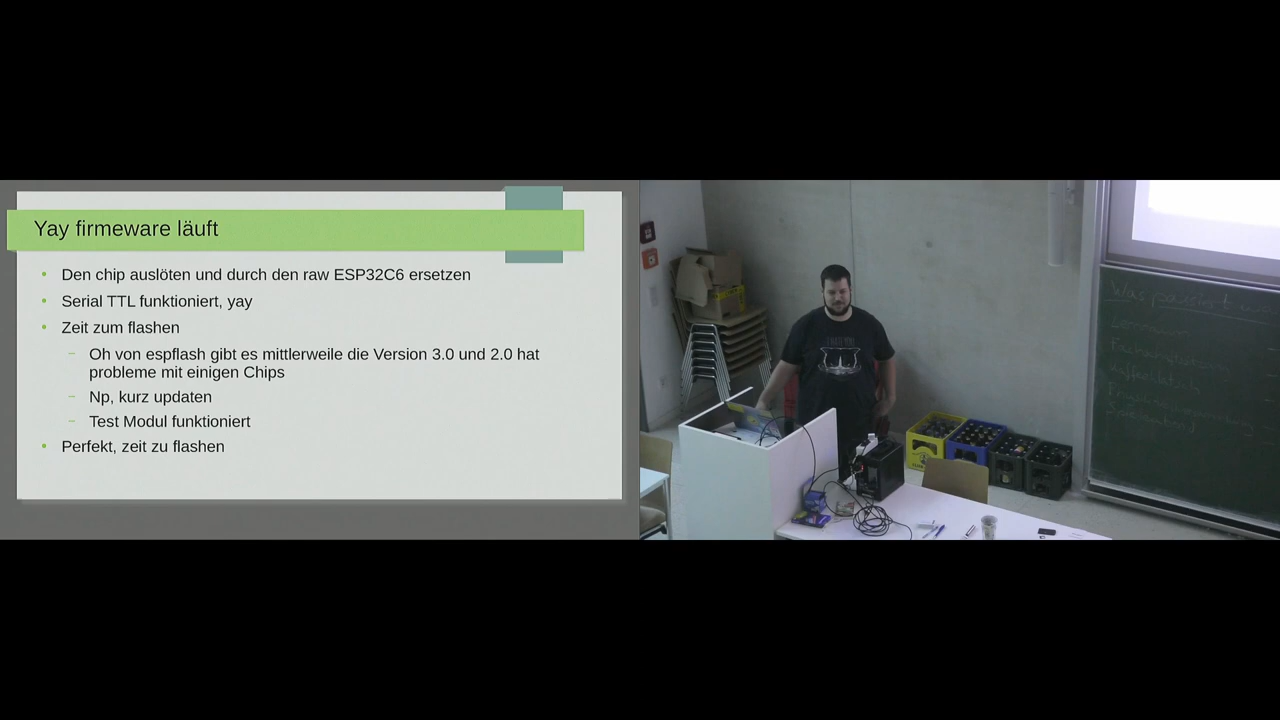 Yay firmeware läuft
Den chip auslöten und durch den raw ESP32C6 ersetzen
Serial TTL funktioniert, yay
Zeit zum flashen
Oh von espflash gibt es mittlerweile die Version 3.0 und 2.0 hat
probleme mit einigen Chips
Np, kurz updaten
Test Modul funktioniert
Perfekt, zeit zu flashen
Was passiert